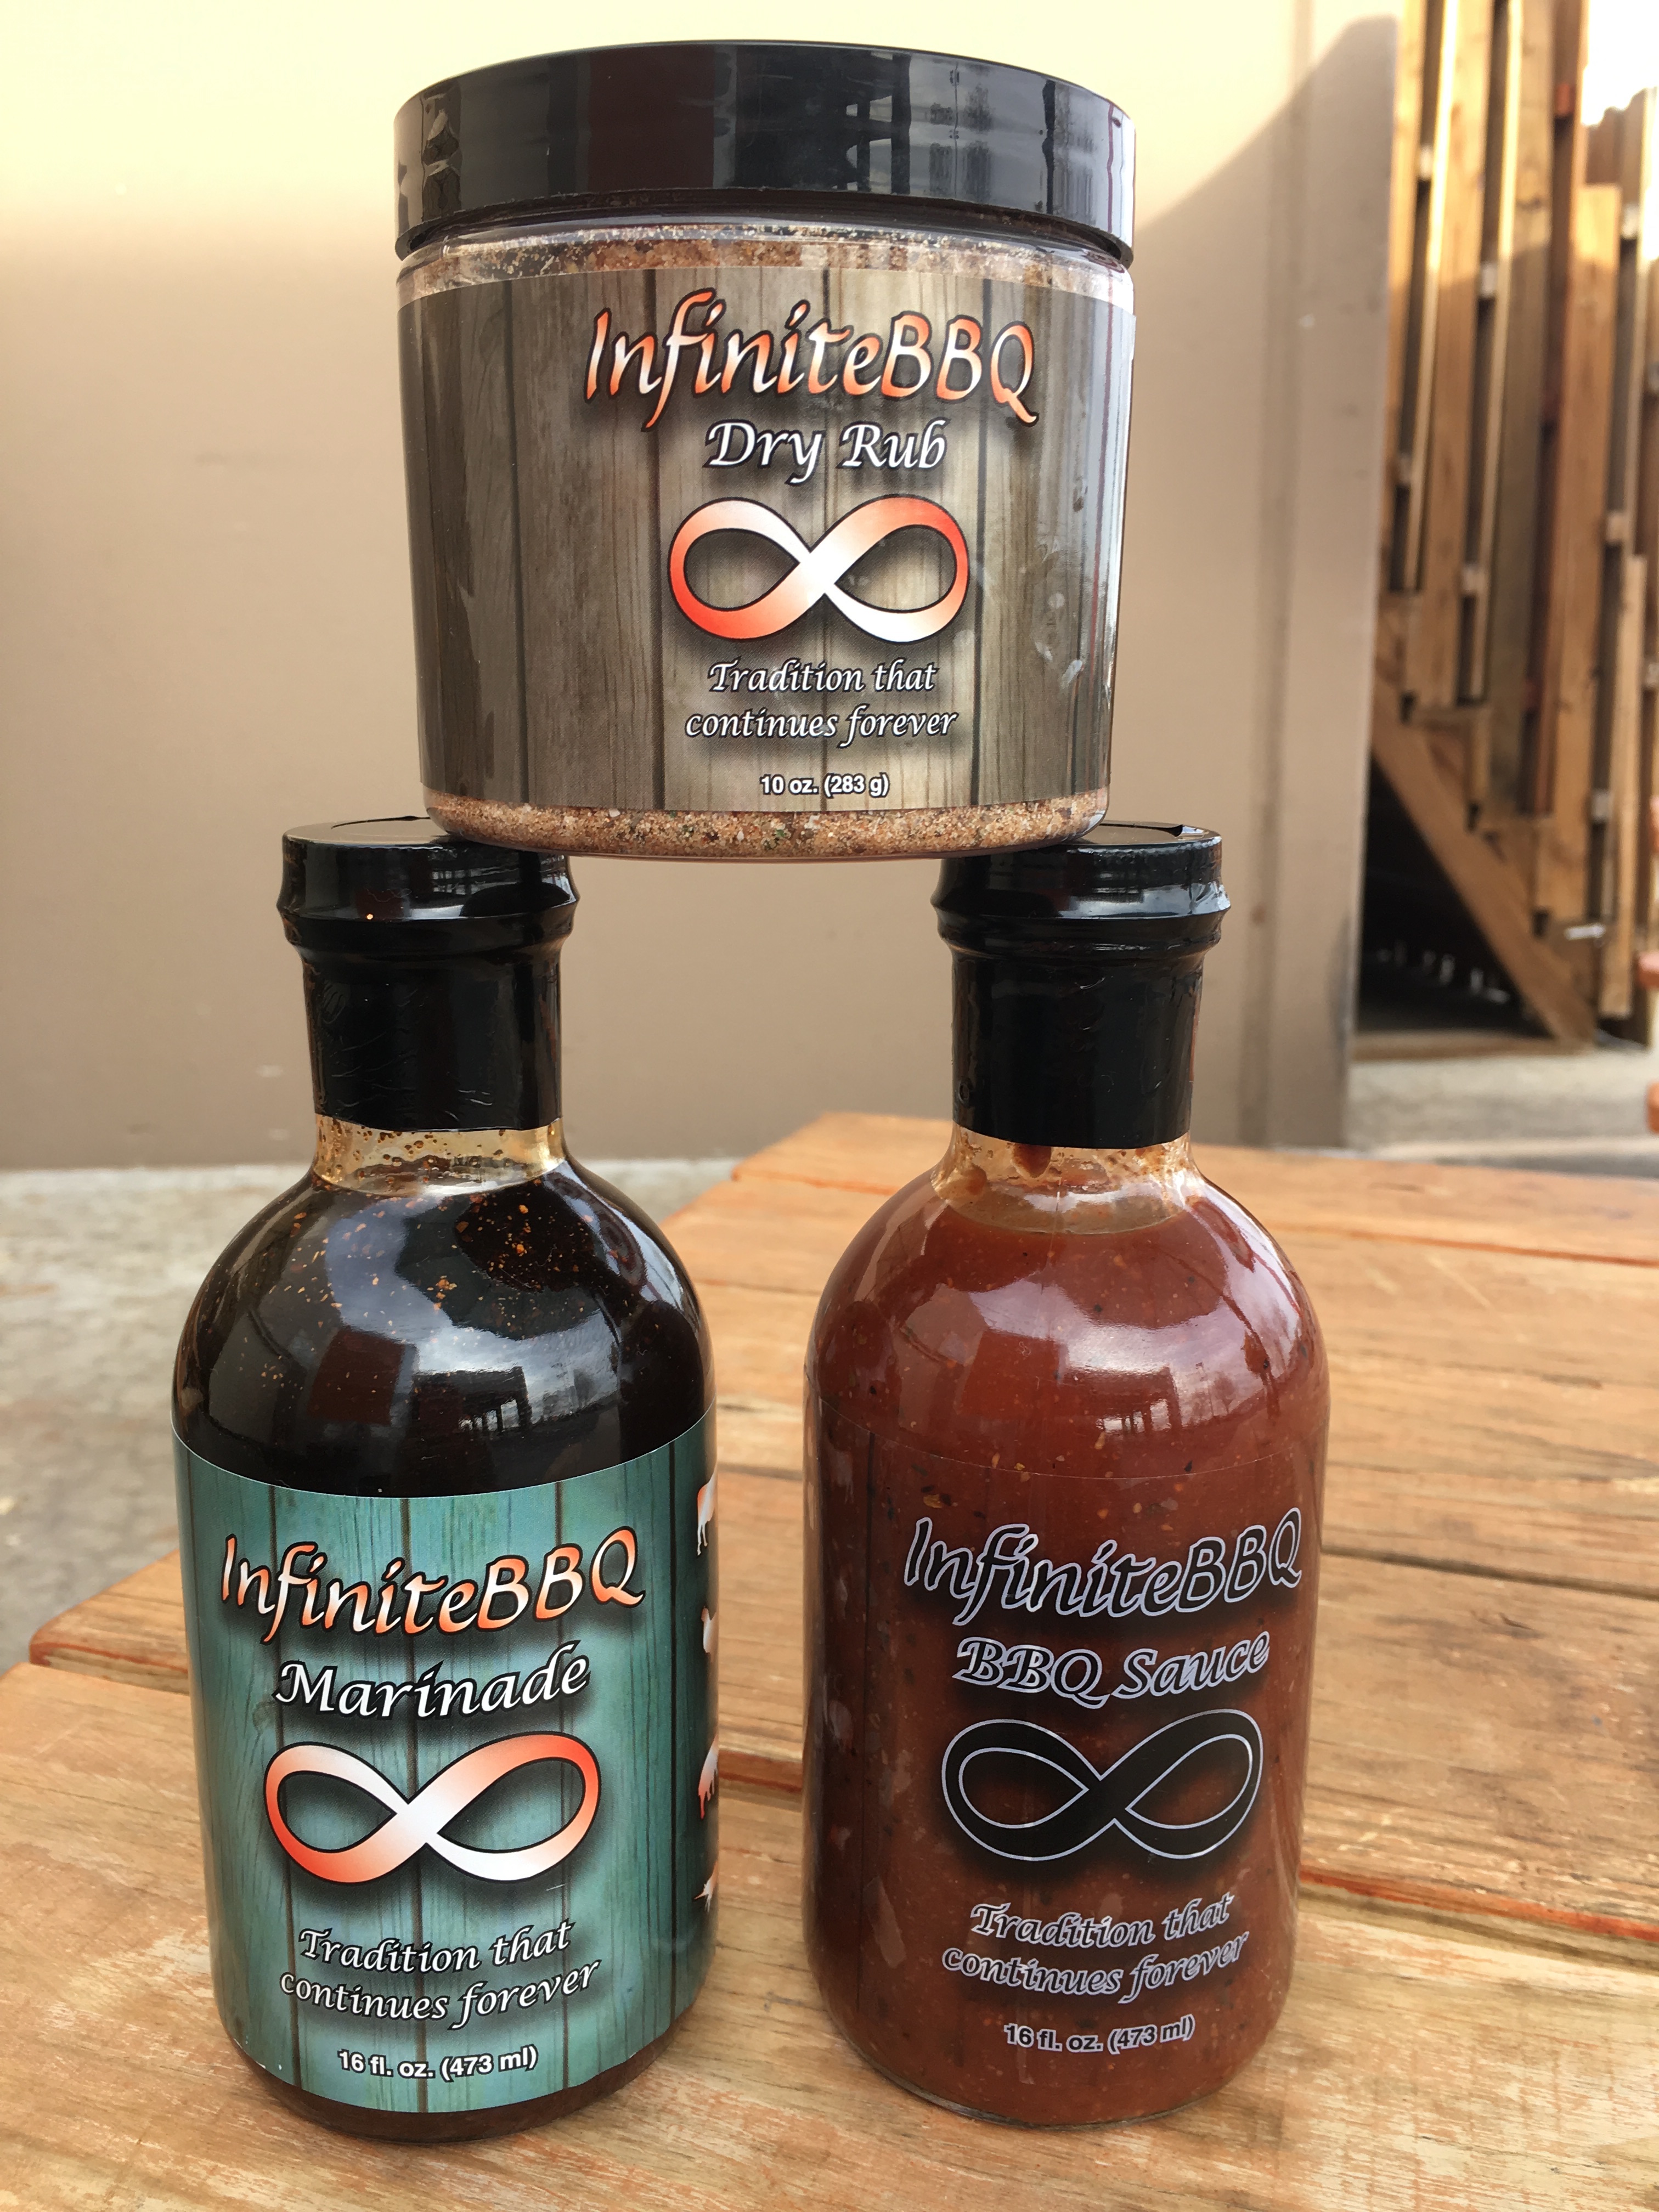 InfiniteBBQ
Dry Rub
Tradition that
continues forever
10 oz. (283 g)
InfiniteBBQ
Marinade
Tradition that
continues forever
16 fl. oz. (473 ml)
InfiniteBBQ
BBQ Sauce
Tradition that
continues forever
16 fl. oz. (473 ml)